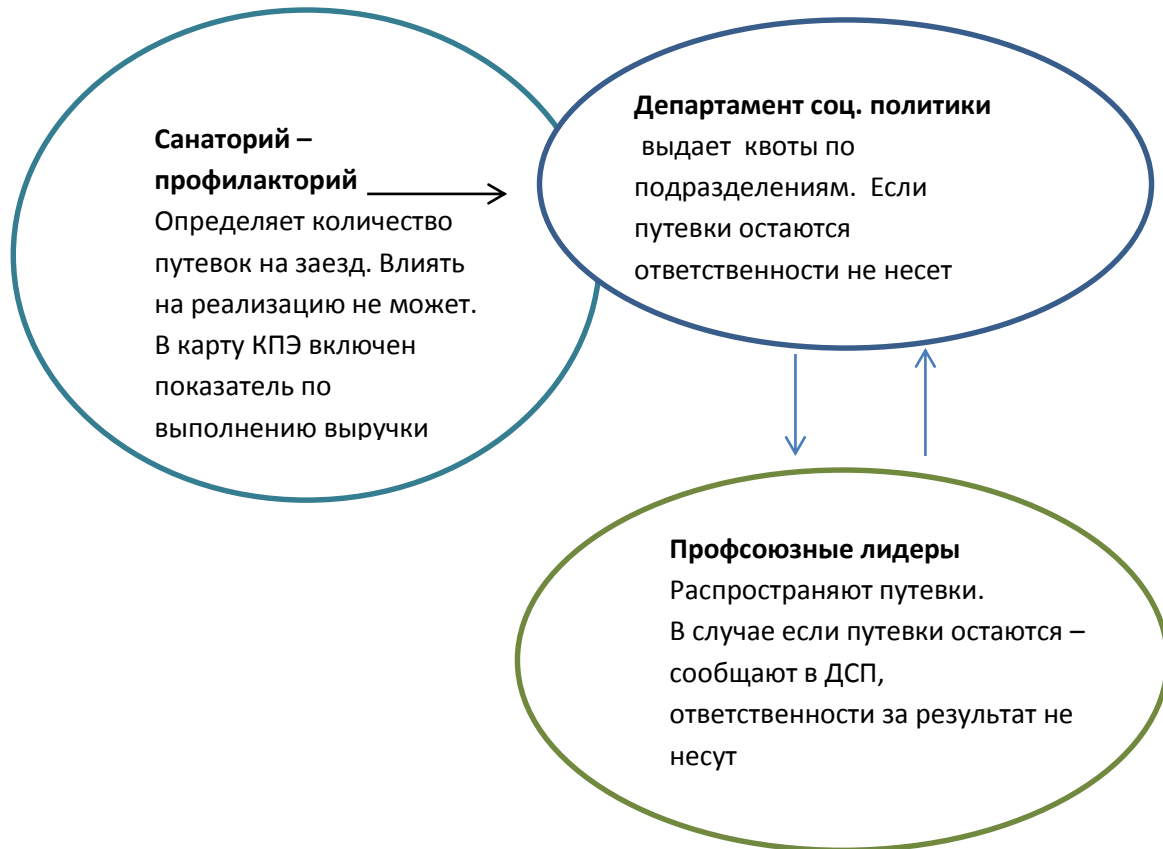 Санаторий –
профилакторий
Определяет количество
путевок на заезд. Влиять
на реализацию не может.
В карту КПЭ включен
показатель по
выполнению выручки
Департамент соц. политики
выдает квоты по
подразделениям. Если
путевки остаются
ответственности не несет
Профсоюзные лидеры
Распространяют путевки.
В случае если путевки остаются –
сообщают в ДСП,
ответственности за результат не
несут